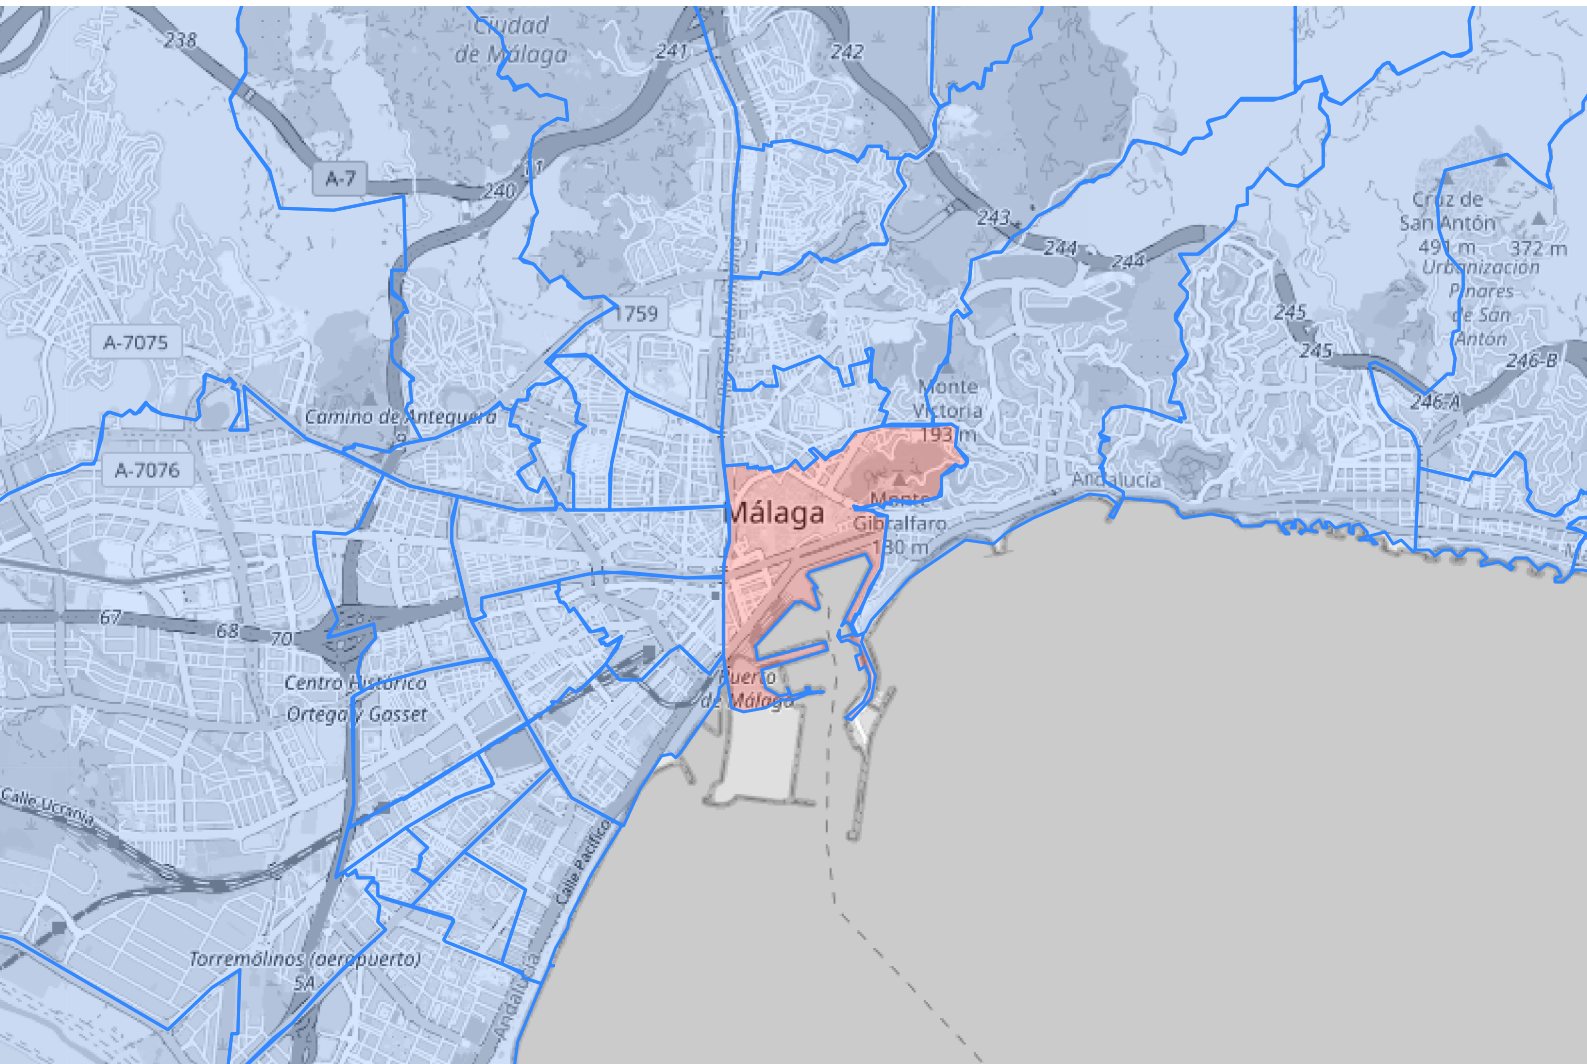 Ciudad
de Málaga
238
241
242
A-7
240
11
243
244
244
Cruz de
San Antón
491 m
372 m
Urbanización
Pinares
de San
Antón
245
245
246-B
246-A
A-7075
1759
Monte
Victoria
193 m
Camino de Antequera
A-7076
Andalucía
Málaga
Monte
Gibralfaro
130 m
67
68
70
Centro Histórico
Ortega y Gasset
Puerto
de Málaga
Calle Ucrania
Calle Pacífico
Torremolinos (aeropuerto)
5A
Andalucía